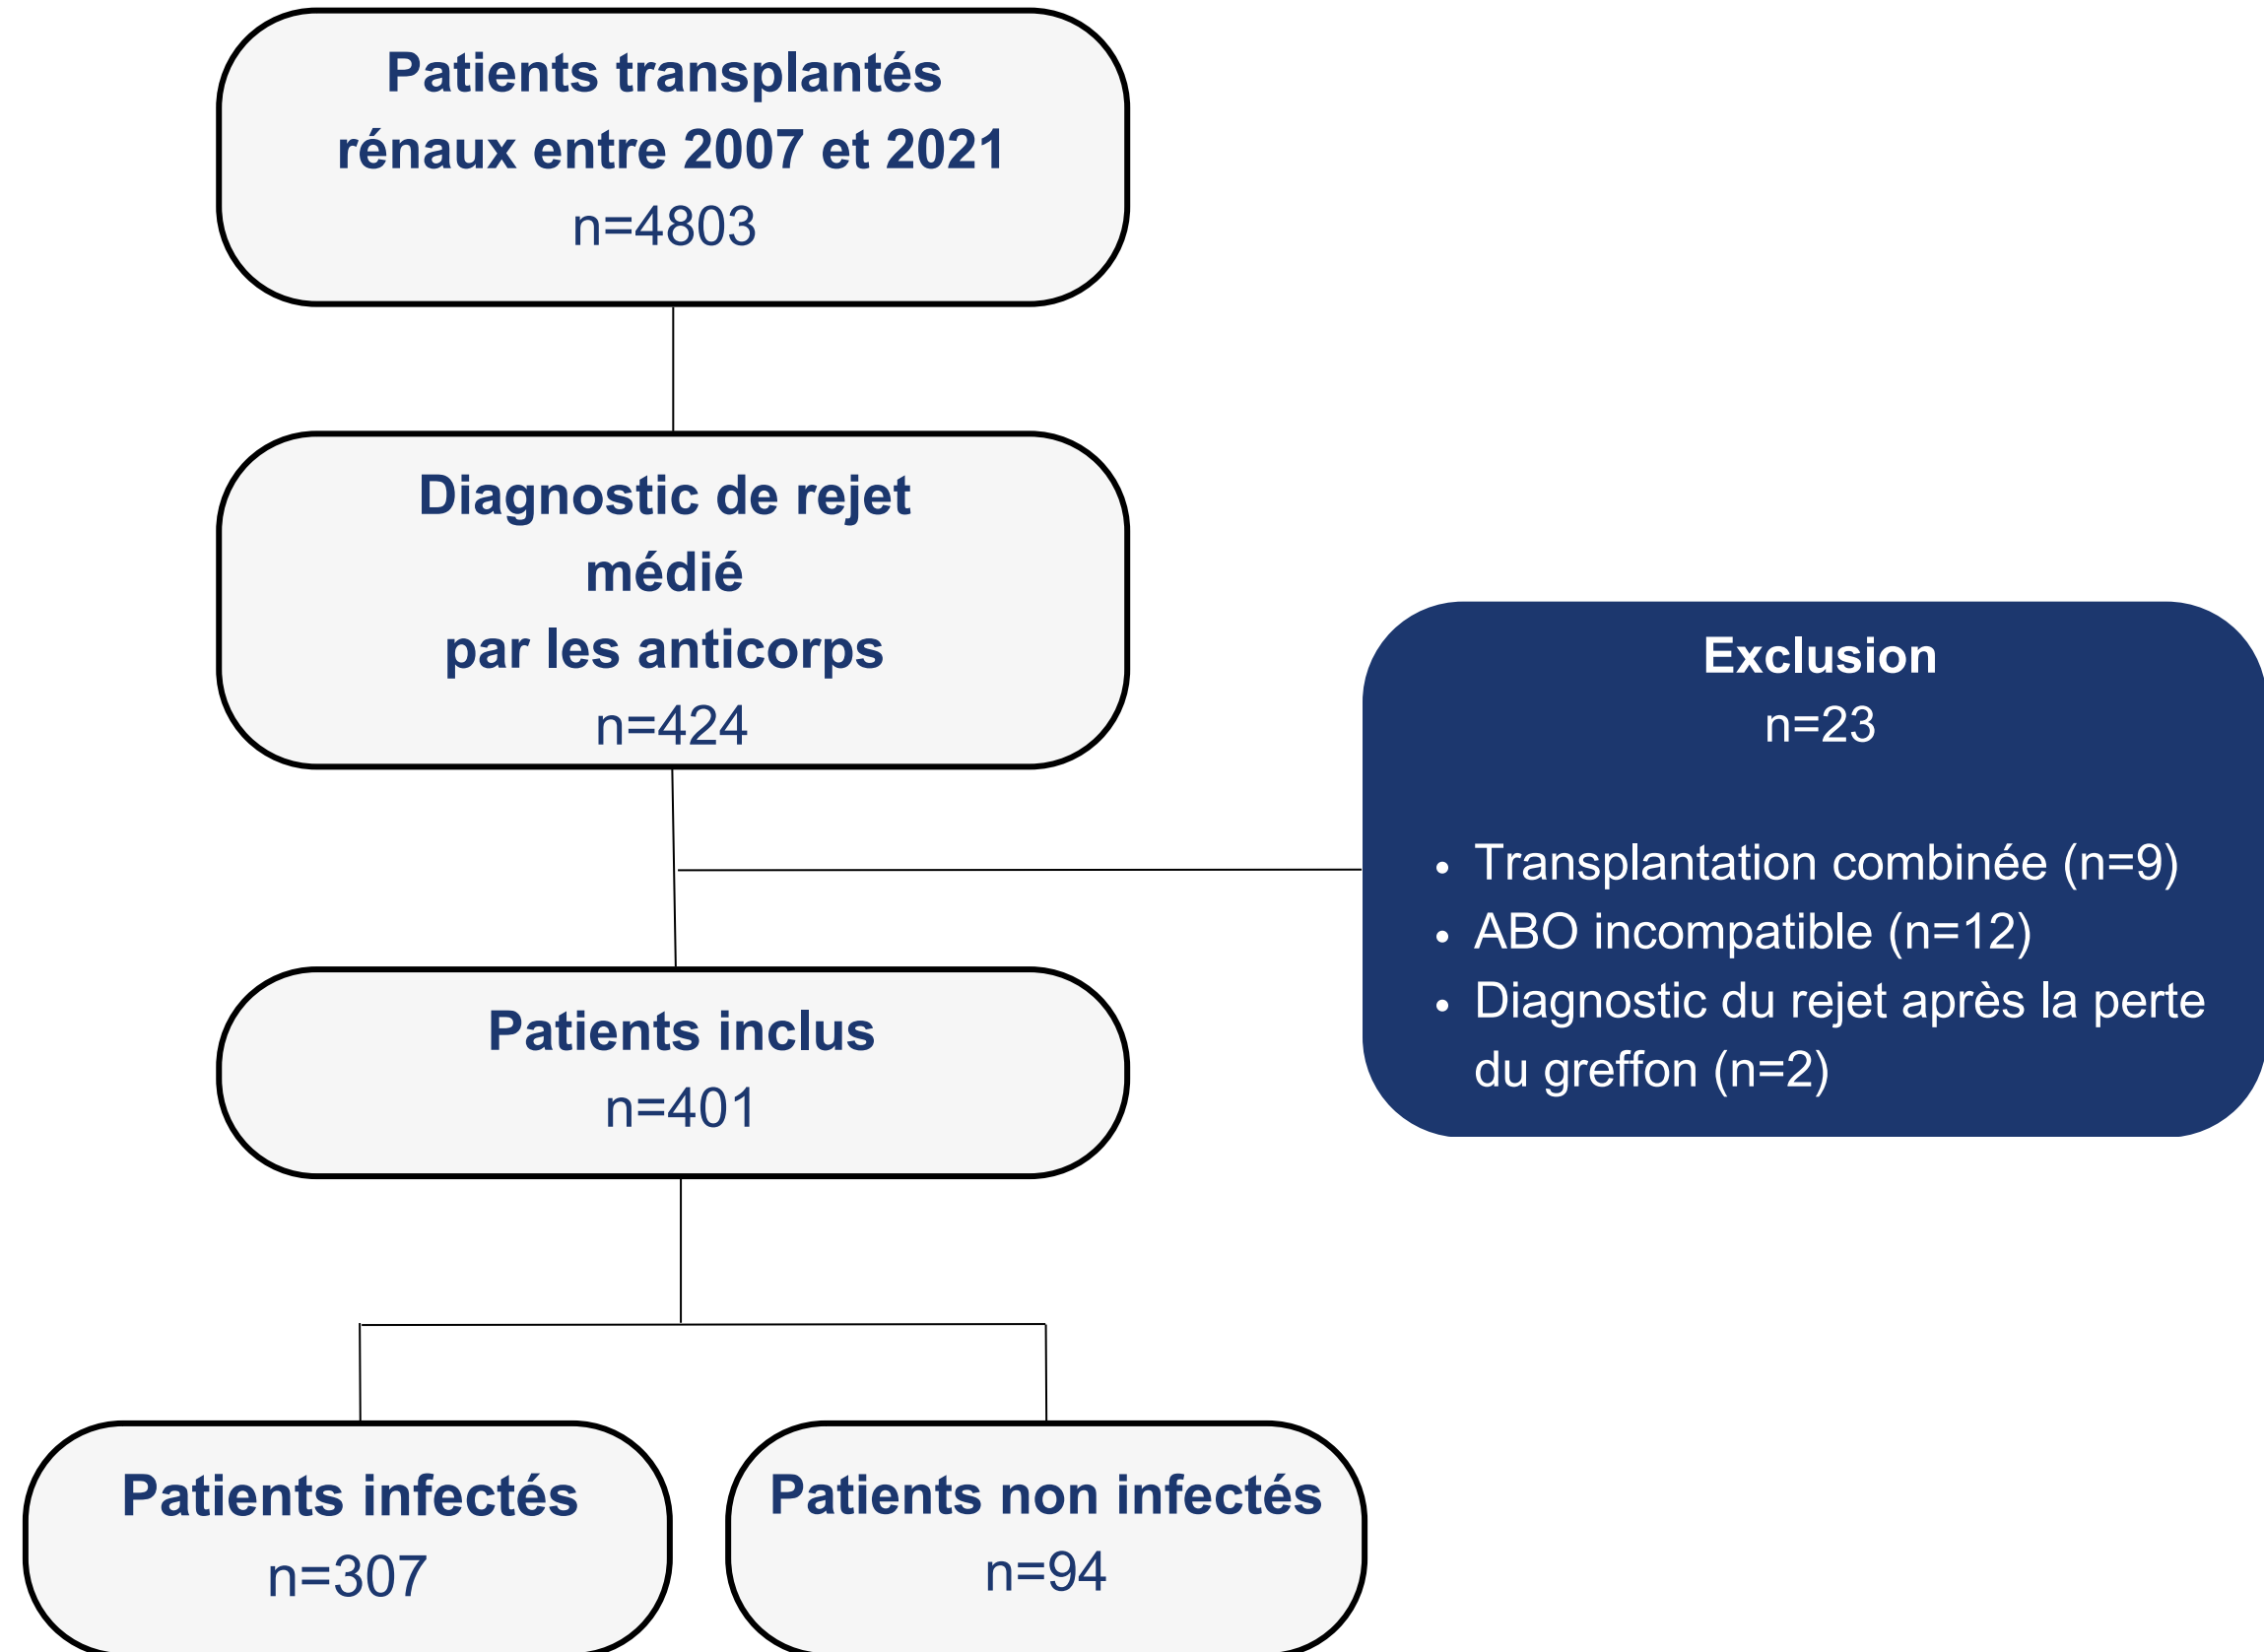 Patients transplantés
rénaux entre 2007 et 2021
n=4803
Diagnostic de rejet
médié
par les anticorps
n=424
Exclusion
n=23
• Transplantation combinée (n=9)
• ABO incompatible (n=12)
• Diagnostic du rejet après la perte
du greffon (n=2)
Patients inclus
n=401
Patients infectés
n=307
Patients non infectés
n=94